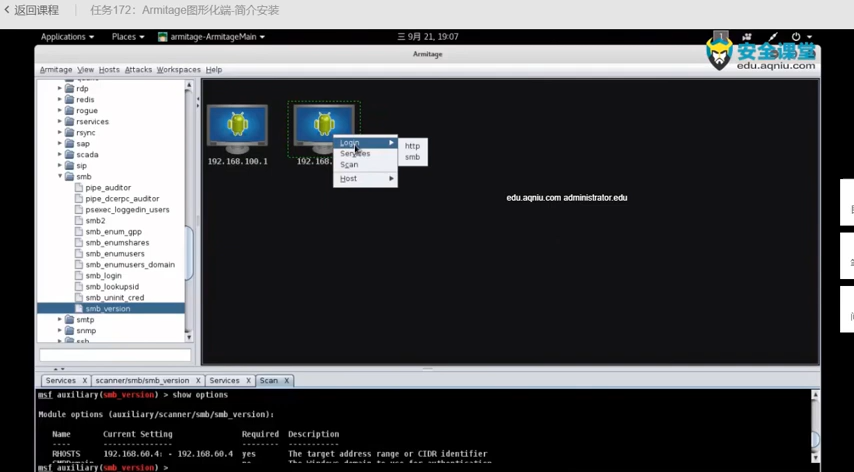 返回课程
任务172：Armitage图形化端-简介安装
Applications Places armitage-ArmitageMain 三 9月 21, 19:07
Armitage
安全课堂
edu.aqniu.com
Armitage View Hosts Attacks Workspaces Help
rdp
redis
rogue
rservices
rsync
sap
scada
sip
smb
pipe_auditor
pipe_dcerpc_auditor
psexec_loggedin_users
smb2
smb_enum_gpp
smb_enumshares
smb_enumusers
smb_enumusers_domain
smb_login
smb_lookupsid
smb_uninit_cred
smb_version
smtp
snmp
ssh
192.168.100.1
192.168.
Login
Services
Scan
Host
http
smb
edu.aqniu.com administrator.edu
Services X scanner/smb/smb_version X Services X Scan X
msf auxiliary(smb_version) > show options
Module options (auxiliary/scanner/smb/smb_version):
Name Current Setting Required Description
---- --------------- -------- -----------
RHOSTS 192.168.60.4: - 192.168.60.4 yes The target address range or CIDR identifier
msf auxiliary(smb_version) >